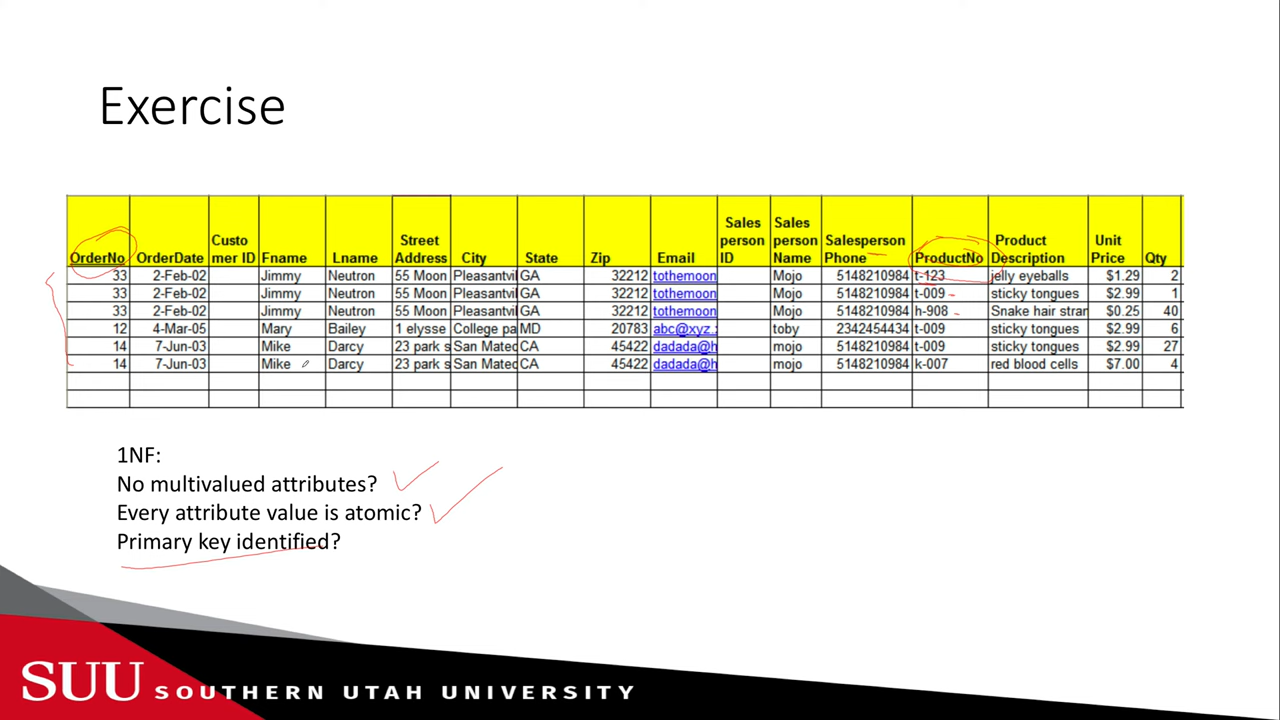 Exercise
OrderNo OrderDate Custo mer ID Fname Lname Street Address City State Zip Email Sales person ID Sales person Name Salesperson Phone ProductNo Product Description Unit Price Qty
33 2-Feb-02 Jimmy Neutron 55 Moon Pleasantvil GA 32212 tothemoon Mojo 5148210984 t-123 jelly eyeballs $1.29 2
33 2-Feb-02 Jimmy Neutron 55 Moon Pleasantvil GA 32212 tothemoon Mojo 5148210984 t-009 sticky tongues $2.99 1
33 2-Feb-02 Jimmy Neutron 55 Moon Pleasantvil GA 32212 tothemoon Mojo 5148210984 h-908 Snake hair stran $0.25 40
12 4-Mar-05 Mary Bailey 1 elysse College pa MD 20783 abc@xyz. toby 2342454434 t-009 sticky tongues $2.99 6
14 7-Jun-03 Mike Darcy 23 park s San Mateo CA 45422 dadada@h mojo 5148210984 t-009 sticky tongues $2.99 27
14 7-Jun-03 Mike Darcy 23 park s San Mateo CA 45422 dadada@h mojo 5148210984 k-007 red blood cells $7.00 4
1NF:
No multivalued attributes?
Every attribute value is atomic?
Primary key identified?
SUU SOUTHERN UTAH UNIVERSITY